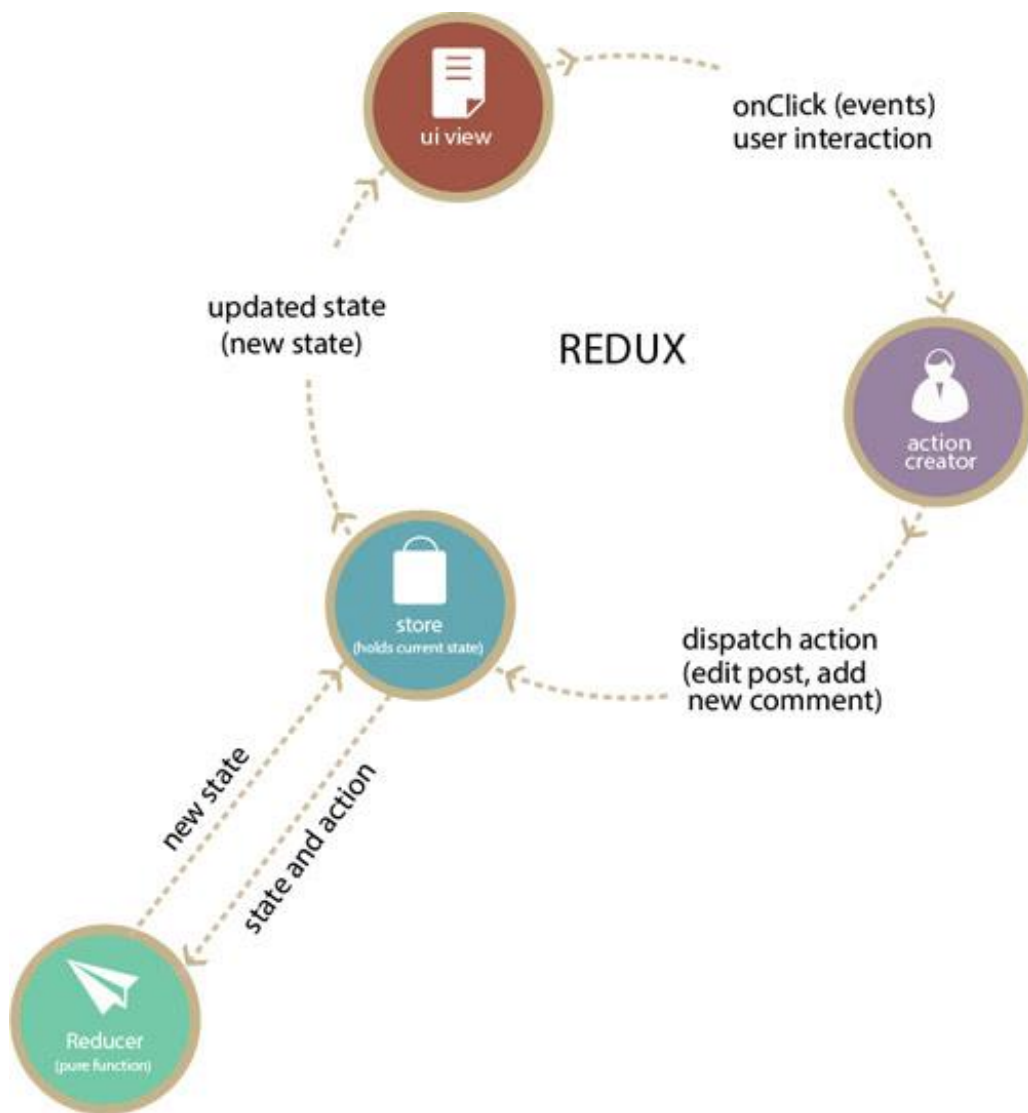 ui view
onClick (events)
user interaction
updated state
(new state)
REDUX
action
creator
store
(holds current state)
dispatch action
(edit post, add
new comment)
new state
state and action
Reducer
(pure function)